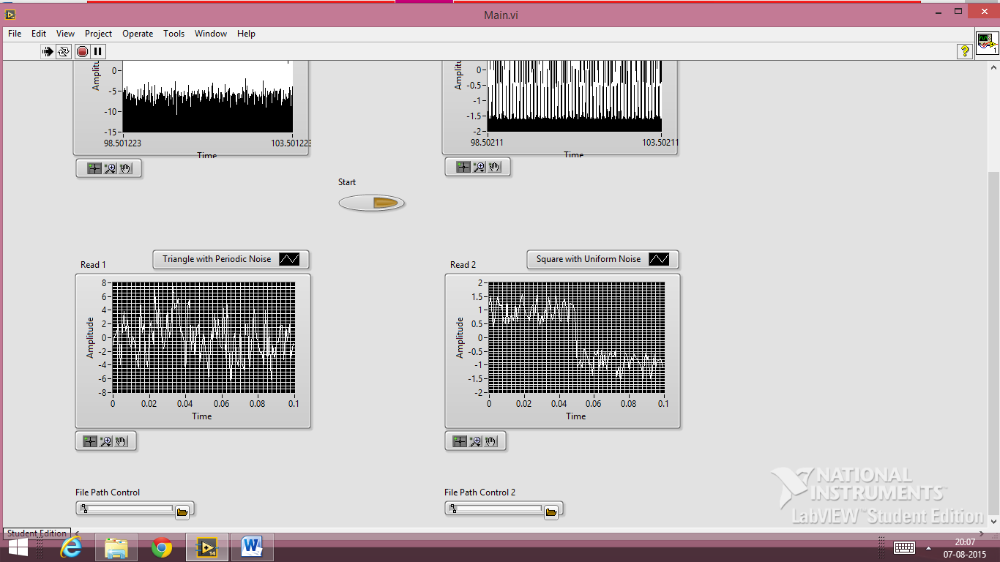 Main.vi
File Edit View Project Operate Tools Window Help
1
Amplitud
0
-5
-10
-15
98.501223
103.501223
Time
Amplitud
0
-0.5
-1
-1.5
-2
98.50211
103.50211
Time
Start
Read 1
Triangle with Periodic Noise
Amplitude
8
6
4
2
0
-2
-4
-6
-8
0 0.02 0.04 0.06 0.08 0.1
Time
Read 2
Square with Uniform Noise
Amplitude
2
1.5
1
0.5
0
-0.5
-1
-1.5
-2
0 0.02 0.04 0.06 0.08 0.1
Time
File Path Control
File Path Control 2
NATIONAL
INSTRUMENTS™
LabVIEW™ Student Edition
Student Edition
14
20:07
07-08-2015